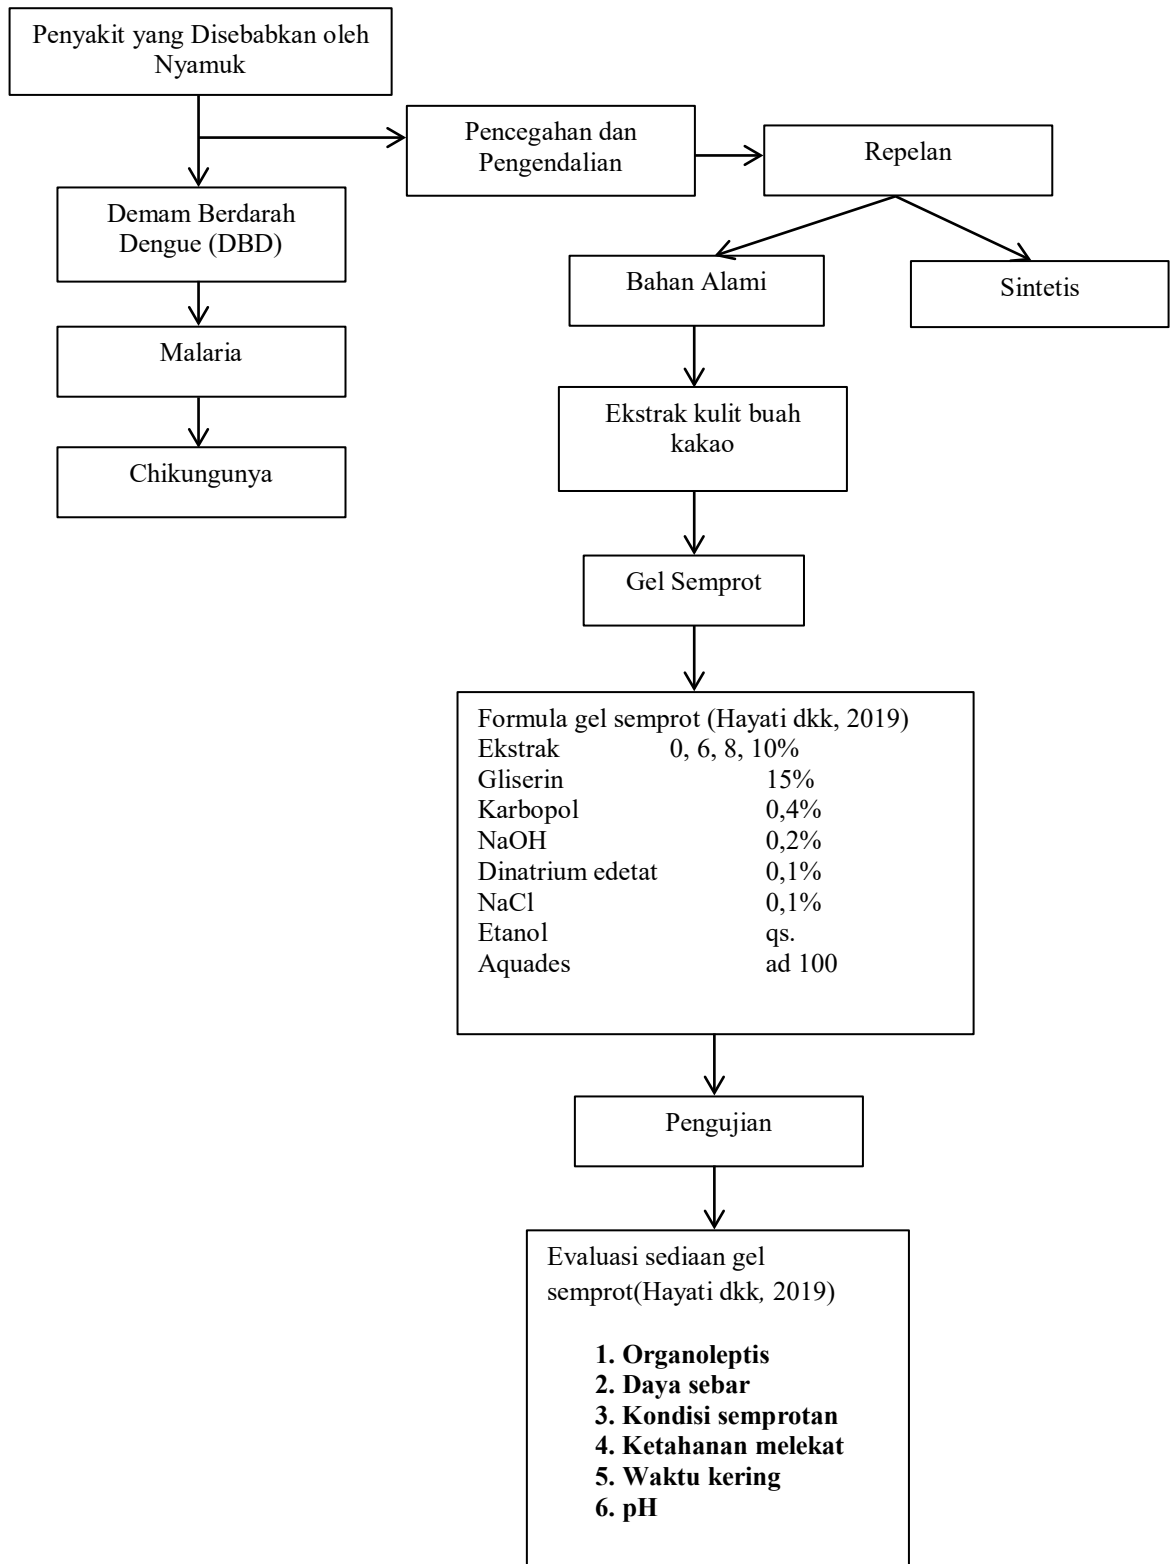 Penyakit yang Disebabkan oleh
Nyamuk
Pencegahan dan
Pengendalian
Repelan
Demam Berdarah
Dengue (DBD)
Malaria
Chikungunya
Bahan Alami
Sintetis
Ekstrak kulit buah
kakao
Gel Semprot
Formula gel semprot (Hayati dkk, 2019)
Ekstrak 0, 6, 8, 10%
Gliserin 15%
Karbopol 0,4%
NaOH 0,2%
Dinatrium edetat 0,1%
NaCl 0,1%
Etanol qs.
Aquades ad 100
Pengujian
Evaluasi sediaan gel
semprot(Hayati dkk, 2019)
1. Organoleptis
2. Daya sebar
3. Kondisi semprotan
4. Ketahanan melekat
5. Waktu kering
6. pH